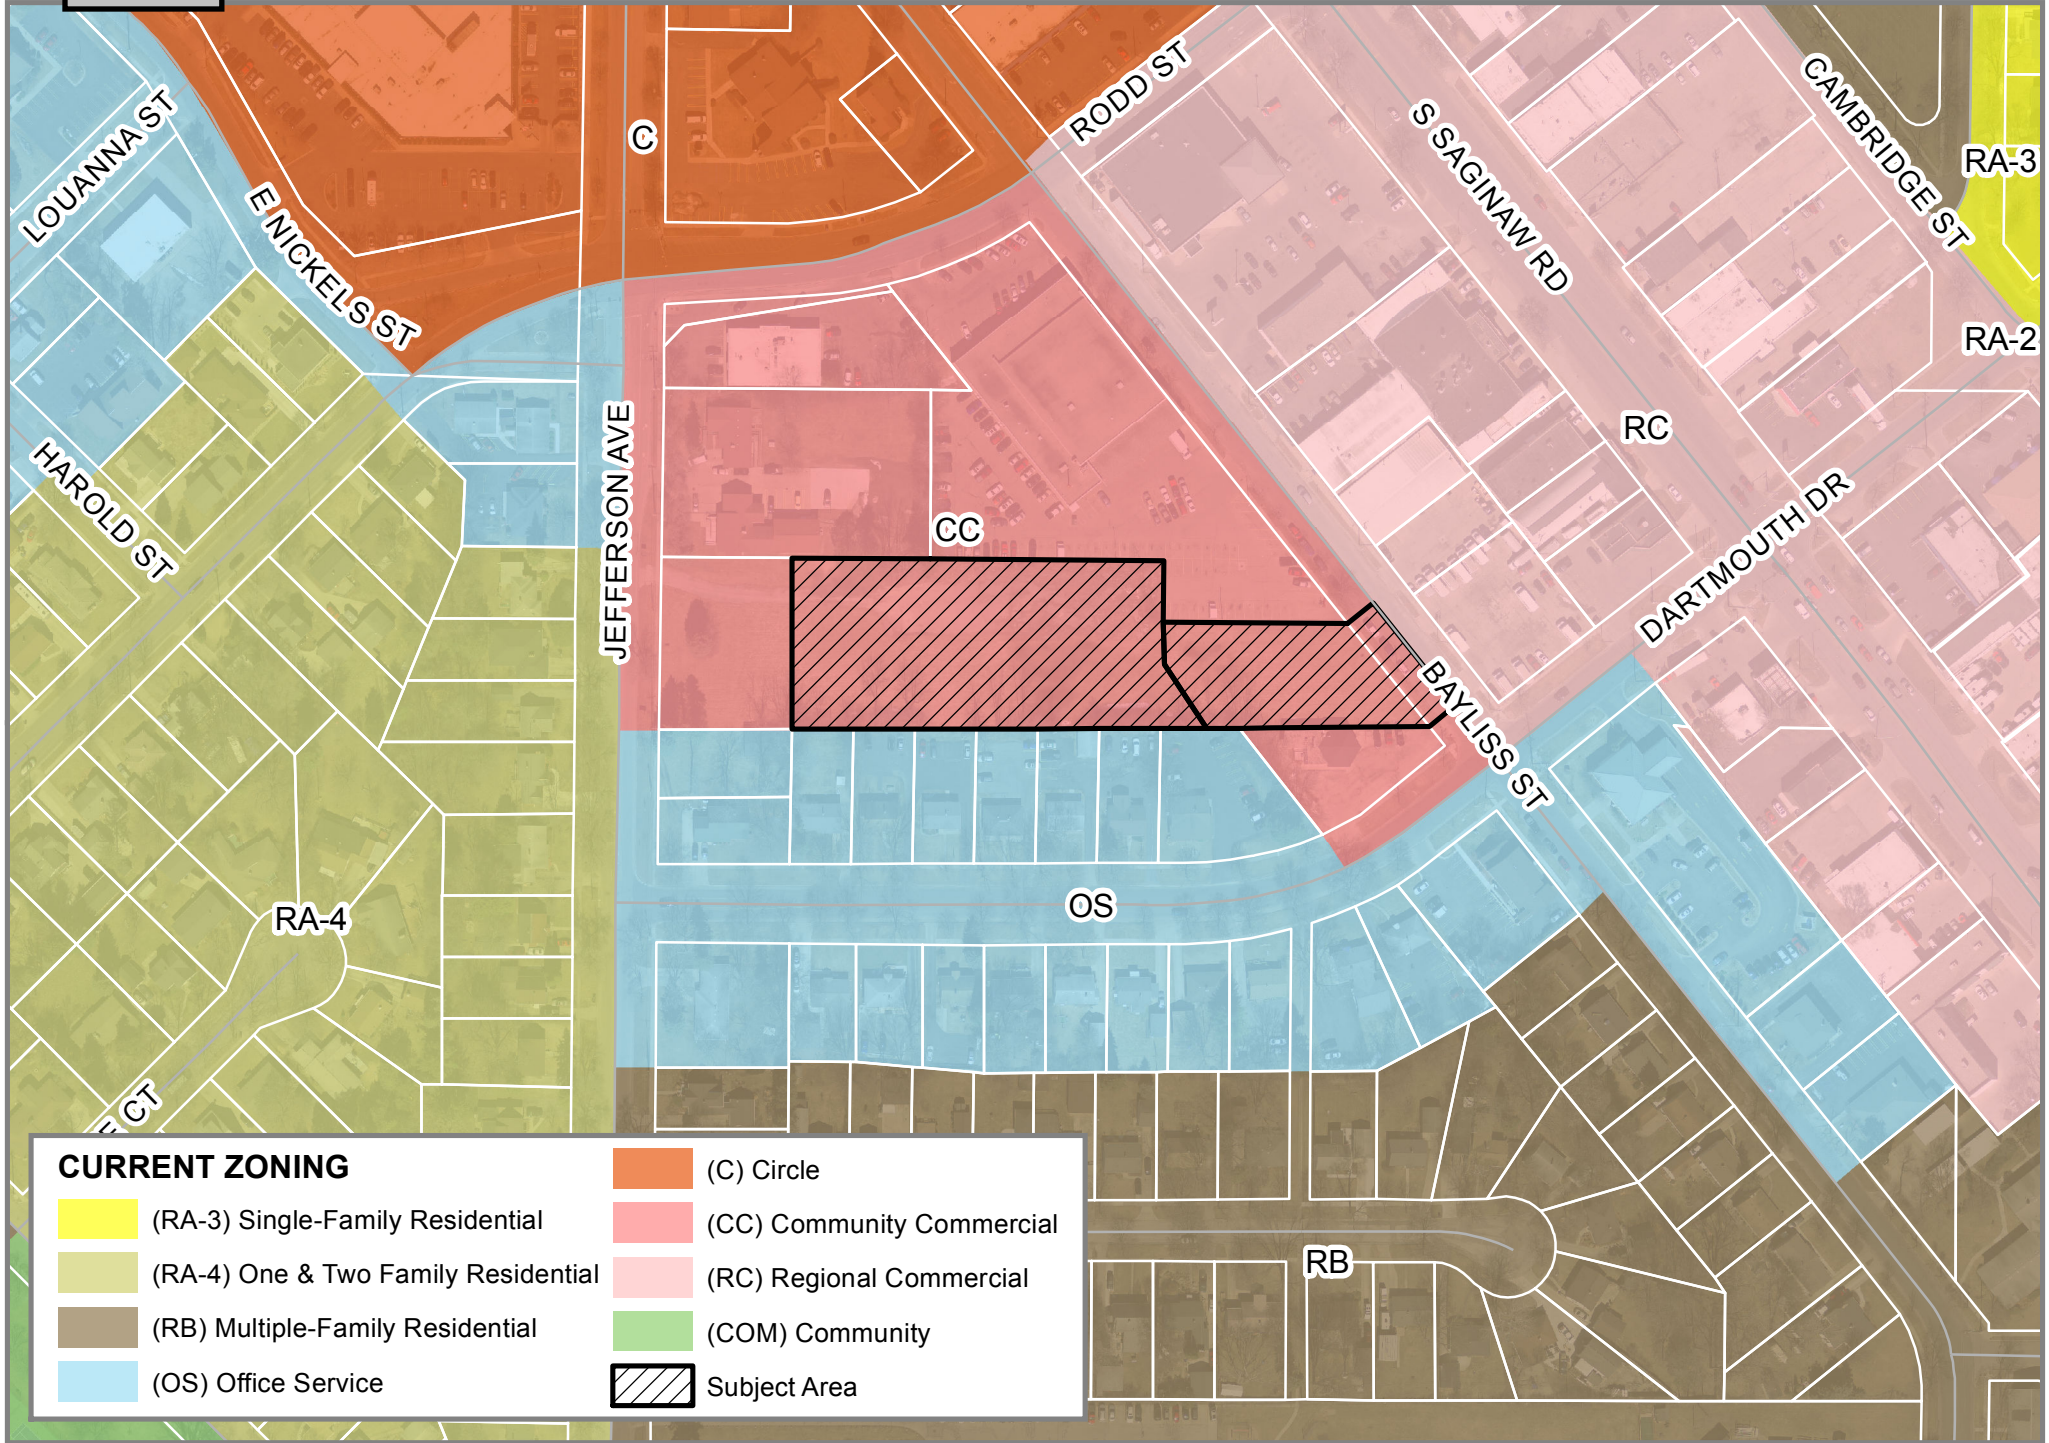 LOUANNA ST
E NICKELS ST
C
RODD ST
S SAGINAW RD
CAMBRIDGE ST
RA-3
RA-2
RC
HAROLD ST
JEFFERSON AVE
CC
DARTMOUTH DR
BAYLISS ST
RA-4
OS
CT
RB
CURRENT ZONING
(RA-3) Single-Family Residential
(RA-4) One & Two Family Residential
(RB) Multiple-Family Residential
(OS) Office Service
(C) Circle
(CC) Community Commercial
(RC) Regional Commercial
(COM) Community
Subject Area